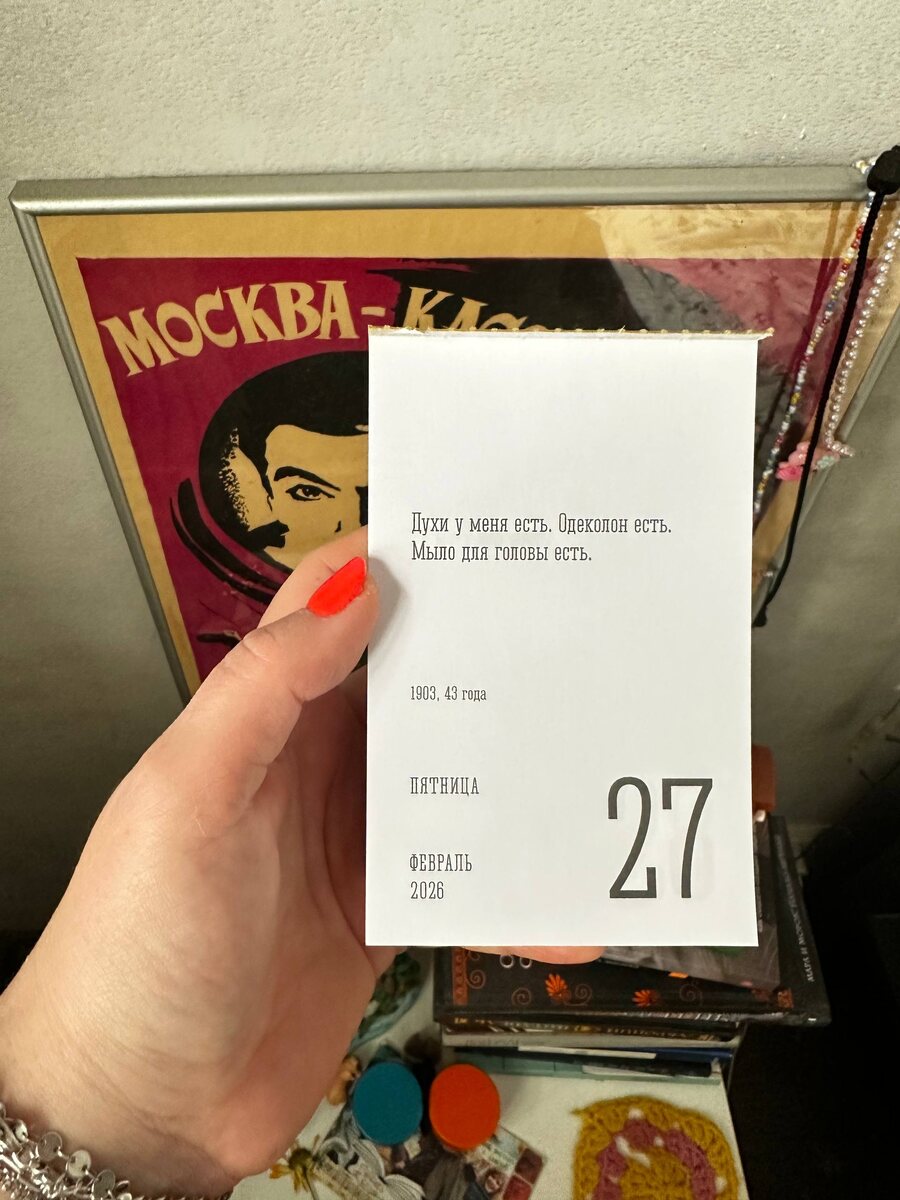 МОСКВА-
Духи у меня есть. Одеколон есть.
Мыло для головы есть.
1903, 43 года
ПЯТНИЦА
27
ФЕВРАЛЬ
2026